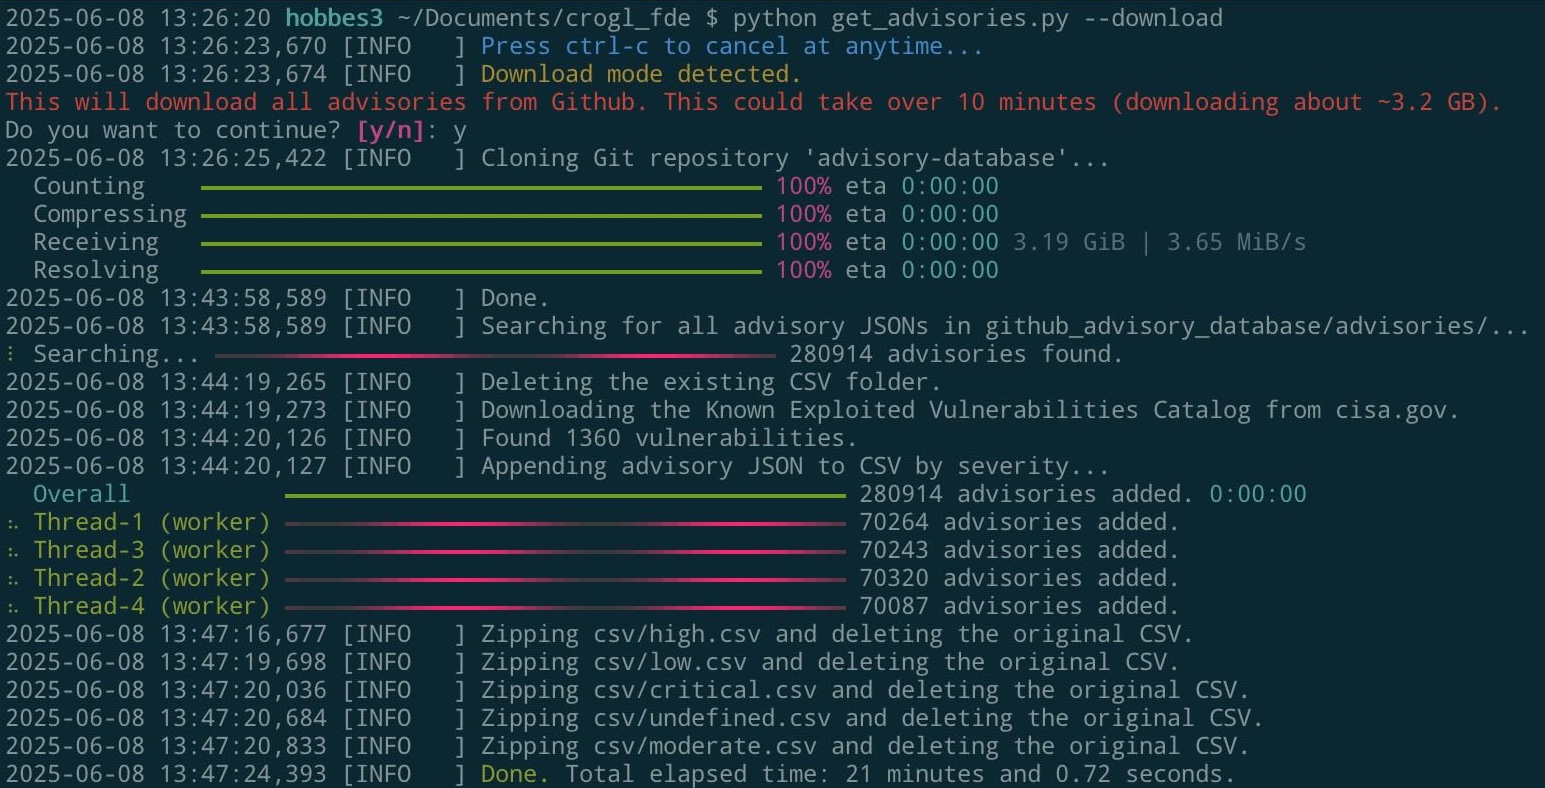 2025-06-08 13:26:20 hobbes3 ~/Documents/crogl_fde $ python get_advisories.py --download
2025-06-08 13:26:23,670 [INFO   ] Press ctrl-c to cancel at anytime...
2025-06-08 13:26:23,674 [INFO   ] Download mode detected.
This will download all advisories from Github. This could take over 10 minutes (downloading about ~3.2 GB).
Do you want to continue? [y/n]: y
2025-06-08 13:26:25,422 [INFO   ] Cloning Git repository 'advisory-database'...
Counting 100% eta 0:00:00
Compressing 100% eta 0:00:00
Receiving 100% eta 0:00:00 3.19 GiB | 3.65 MiB/s
Resolving 100% eta 0:00:00
2025-06-08 13:43:58,589 [INFO   ] Done.
2025-06-08 13:43:58,589 [INFO   ] Searching for all advisory JSONs in github_advisory_database/advisories/...
Searching... 280914 advisories found.
2025-06-08 13:44:19,265 [INFO   ] Deleting the existing CSV folder.
2025-06-08 13:44:19,273 [INFO   ] Downloading the Known Exploited Vulnerabilities Catalog from cisa.gov.
2025-06-08 13:44:20,126 [INFO   ] Found 1360 vulnerabilities.
2025-06-08 13:44:20,127 [INFO   ] Appending advisory JSON to CSV by severity...
Overall 280914 advisories added. 0:00:00
Thread-1 (worker) 70264 advisories added.
Thread-3 (worker) 70243 advisories added.
Thread-2 (worker) 70320 advisories added.
Thread-4 (worker) 70087 advisories added.
2025-06-08 13:47:16,677 [INFO   ] Zipping csv/high.csv and deleting the original CSV.
2025-06-08 13:47:19,698 [INFO   ] Zipping csv/low.csv and deleting the original CSV.
2025-06-08 13:47:20,036 [INFO   ] Zipping csv/critical.csv and deleting the original CSV.
2025-06-08 13:47:20,684 [INFO   ] Zipping csv/undefined.csv and deleting the original CSV.
2025-06-08 13:47:20,833 [INFO   ] Zipping csv/moderate.csv and deleting the original CSV.
2025-06-08 13:47:24,393 [INFO   ] Done. Total elapsed time: 21 minutes and 0.72 seconds.